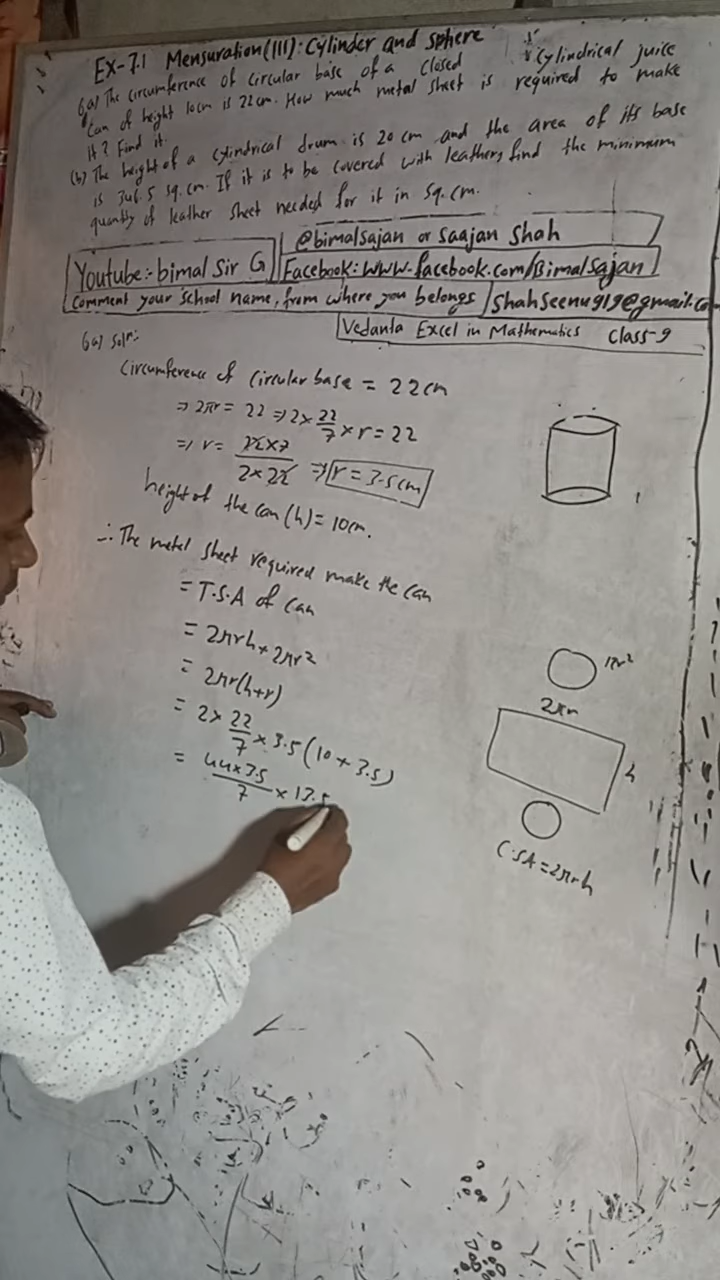 Ex-7.1 Mensuration(III): Cylinder and sphere
6.a) The circumference of circular base of a closed cylindrical juice
can of height 10cm is 22cm. How much metal sheet is required to make
it? Find it.
(b) The height of a cylindrical drum is 20 cm and the area of its base
is 346.5 sq.cm. If it is to be covered with leathers, find the minimum
quantity of leather sheet needed for it in sq.cm.
@bimalsajan or Saajan Shah
Youtube:- bimal Sir G
Facebook: www.facebook.com/Bimalsajan
Comment your school name, from where you belongs
Vedanta Excel in Mathematics Class-9
6a) Soln:
Circumference of circular base = 22cm
⇒ 2πr = 22 ⇒ 2 × 22/7 × r = 22
⇒ r = 22×7/2×22 ⇒ r = 3.5cm
height of the can (h) = 10cm.
∴ The metal sheet required make the can
= T.S.A of can
= 2πrh + 2πr²
= 2πr(h+r)
= 2 × 22/7 × 3.5 (10 + 3.5)
= 44×3.5/7 × 13.5
πr²
2πr
h
C.S.A = 2πrh